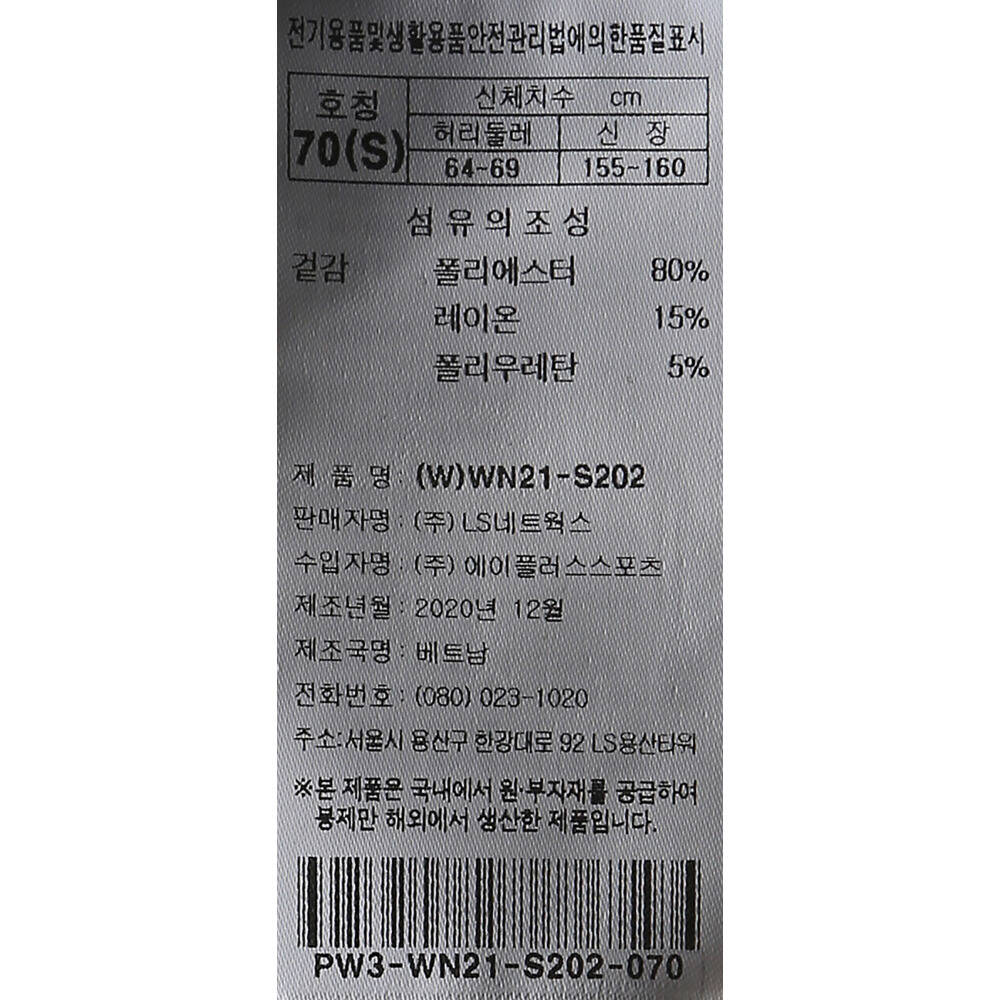 전기용품및생활용품안전관리법에의한품질표시
호칭 신체치수 cm
70(S) 허리둘레 신 장
64~69 155~160
섬유의조성
겉감 폴리에스터 80%
레이온 15%
폴리우레탄 5%
제 품 명 : (W)WN21-S202
판매자명 : (주) LS네트웍스
수입자명 : (주) 에이플러스스포츠
제조년월 : 2020년 12월
제조국명 : 베트남
전화번호 : (080) 023-1020
주소:서울시 용산구 한강대로 92 LS용산타워
※본 제품은 국내에서 원·부자재를 공급하여
봉제만 해외에서 생산한 제품입니다.
PW3-WN21-S202-070